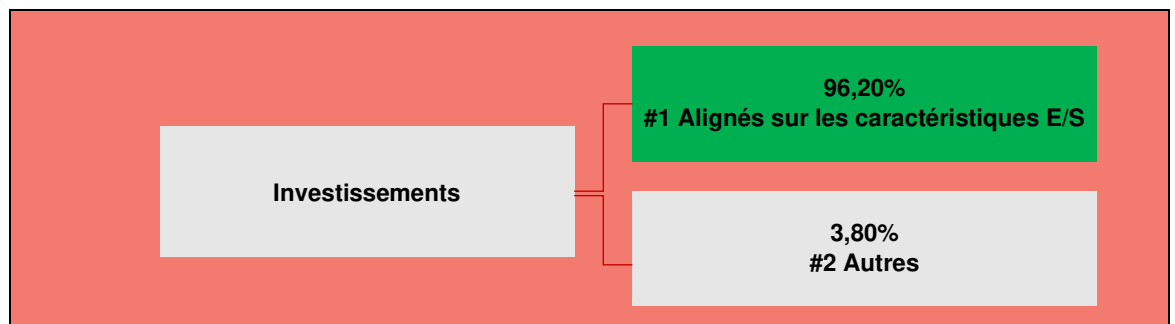 Investissements
96,20%
#1 Alignés sur les caractéristiques E/S
3,80%
#2 Autres